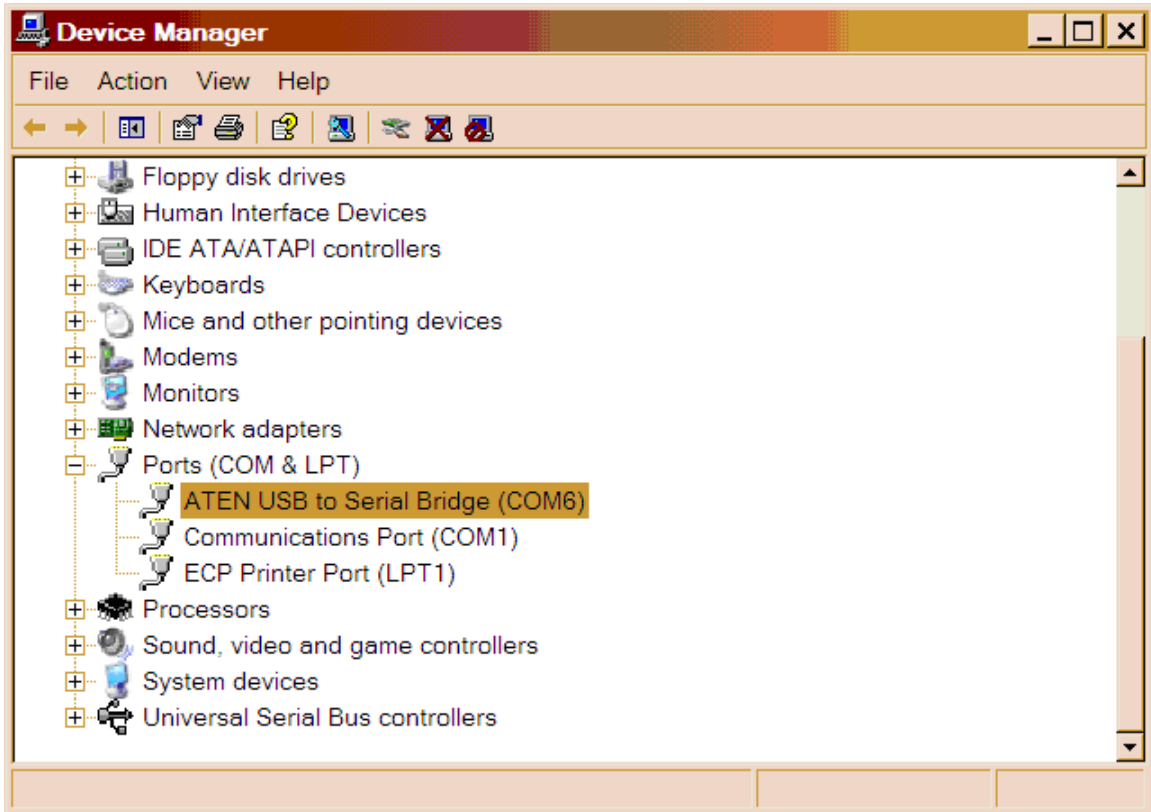 Device Manager
File Action View Help
Floppy disk drives
Human Interface Devices
IDE ATA/ATAPI controllers
Keyboards
Mice and other pointing devices
Modems
Monitors
Network adapters
Ports (COM & LPT)
ATEN USB to Serial Bridge (COM6)
Communications Port (COM1)
ECP Printer Port (LPT1)
Processors
Sound, video and game controllers
System devices
Universal Serial Bus controllers